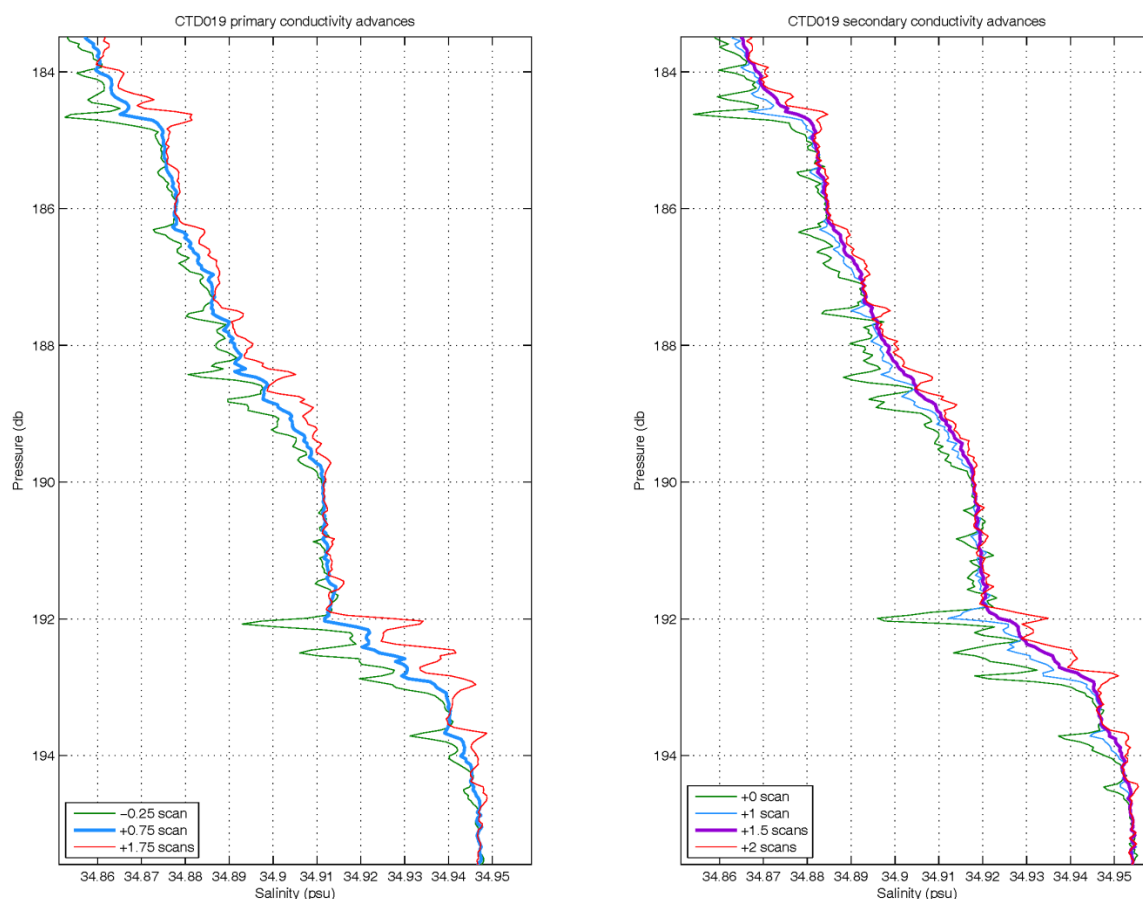 CTD019 primary conductivity advances
184
186
188
190
192
194
Pressure (db)
−0.25 scan
+0.75 scan
+1.75 scans
34.86 34.87 34.88 34.89 34.9 34.91 34.92 34.93 34.94 34.95
Salinity (psu)
CTD019 secondary conductivity advances
184
186
188
190
192
194
Pressure (db)
+0 scan
+1 scan
+1.5 scans
+2 scans
34.86 34.87 34.88 34.89 34.9 34.91 34.92 34.93 34.94 34.95
Salinity (psu)